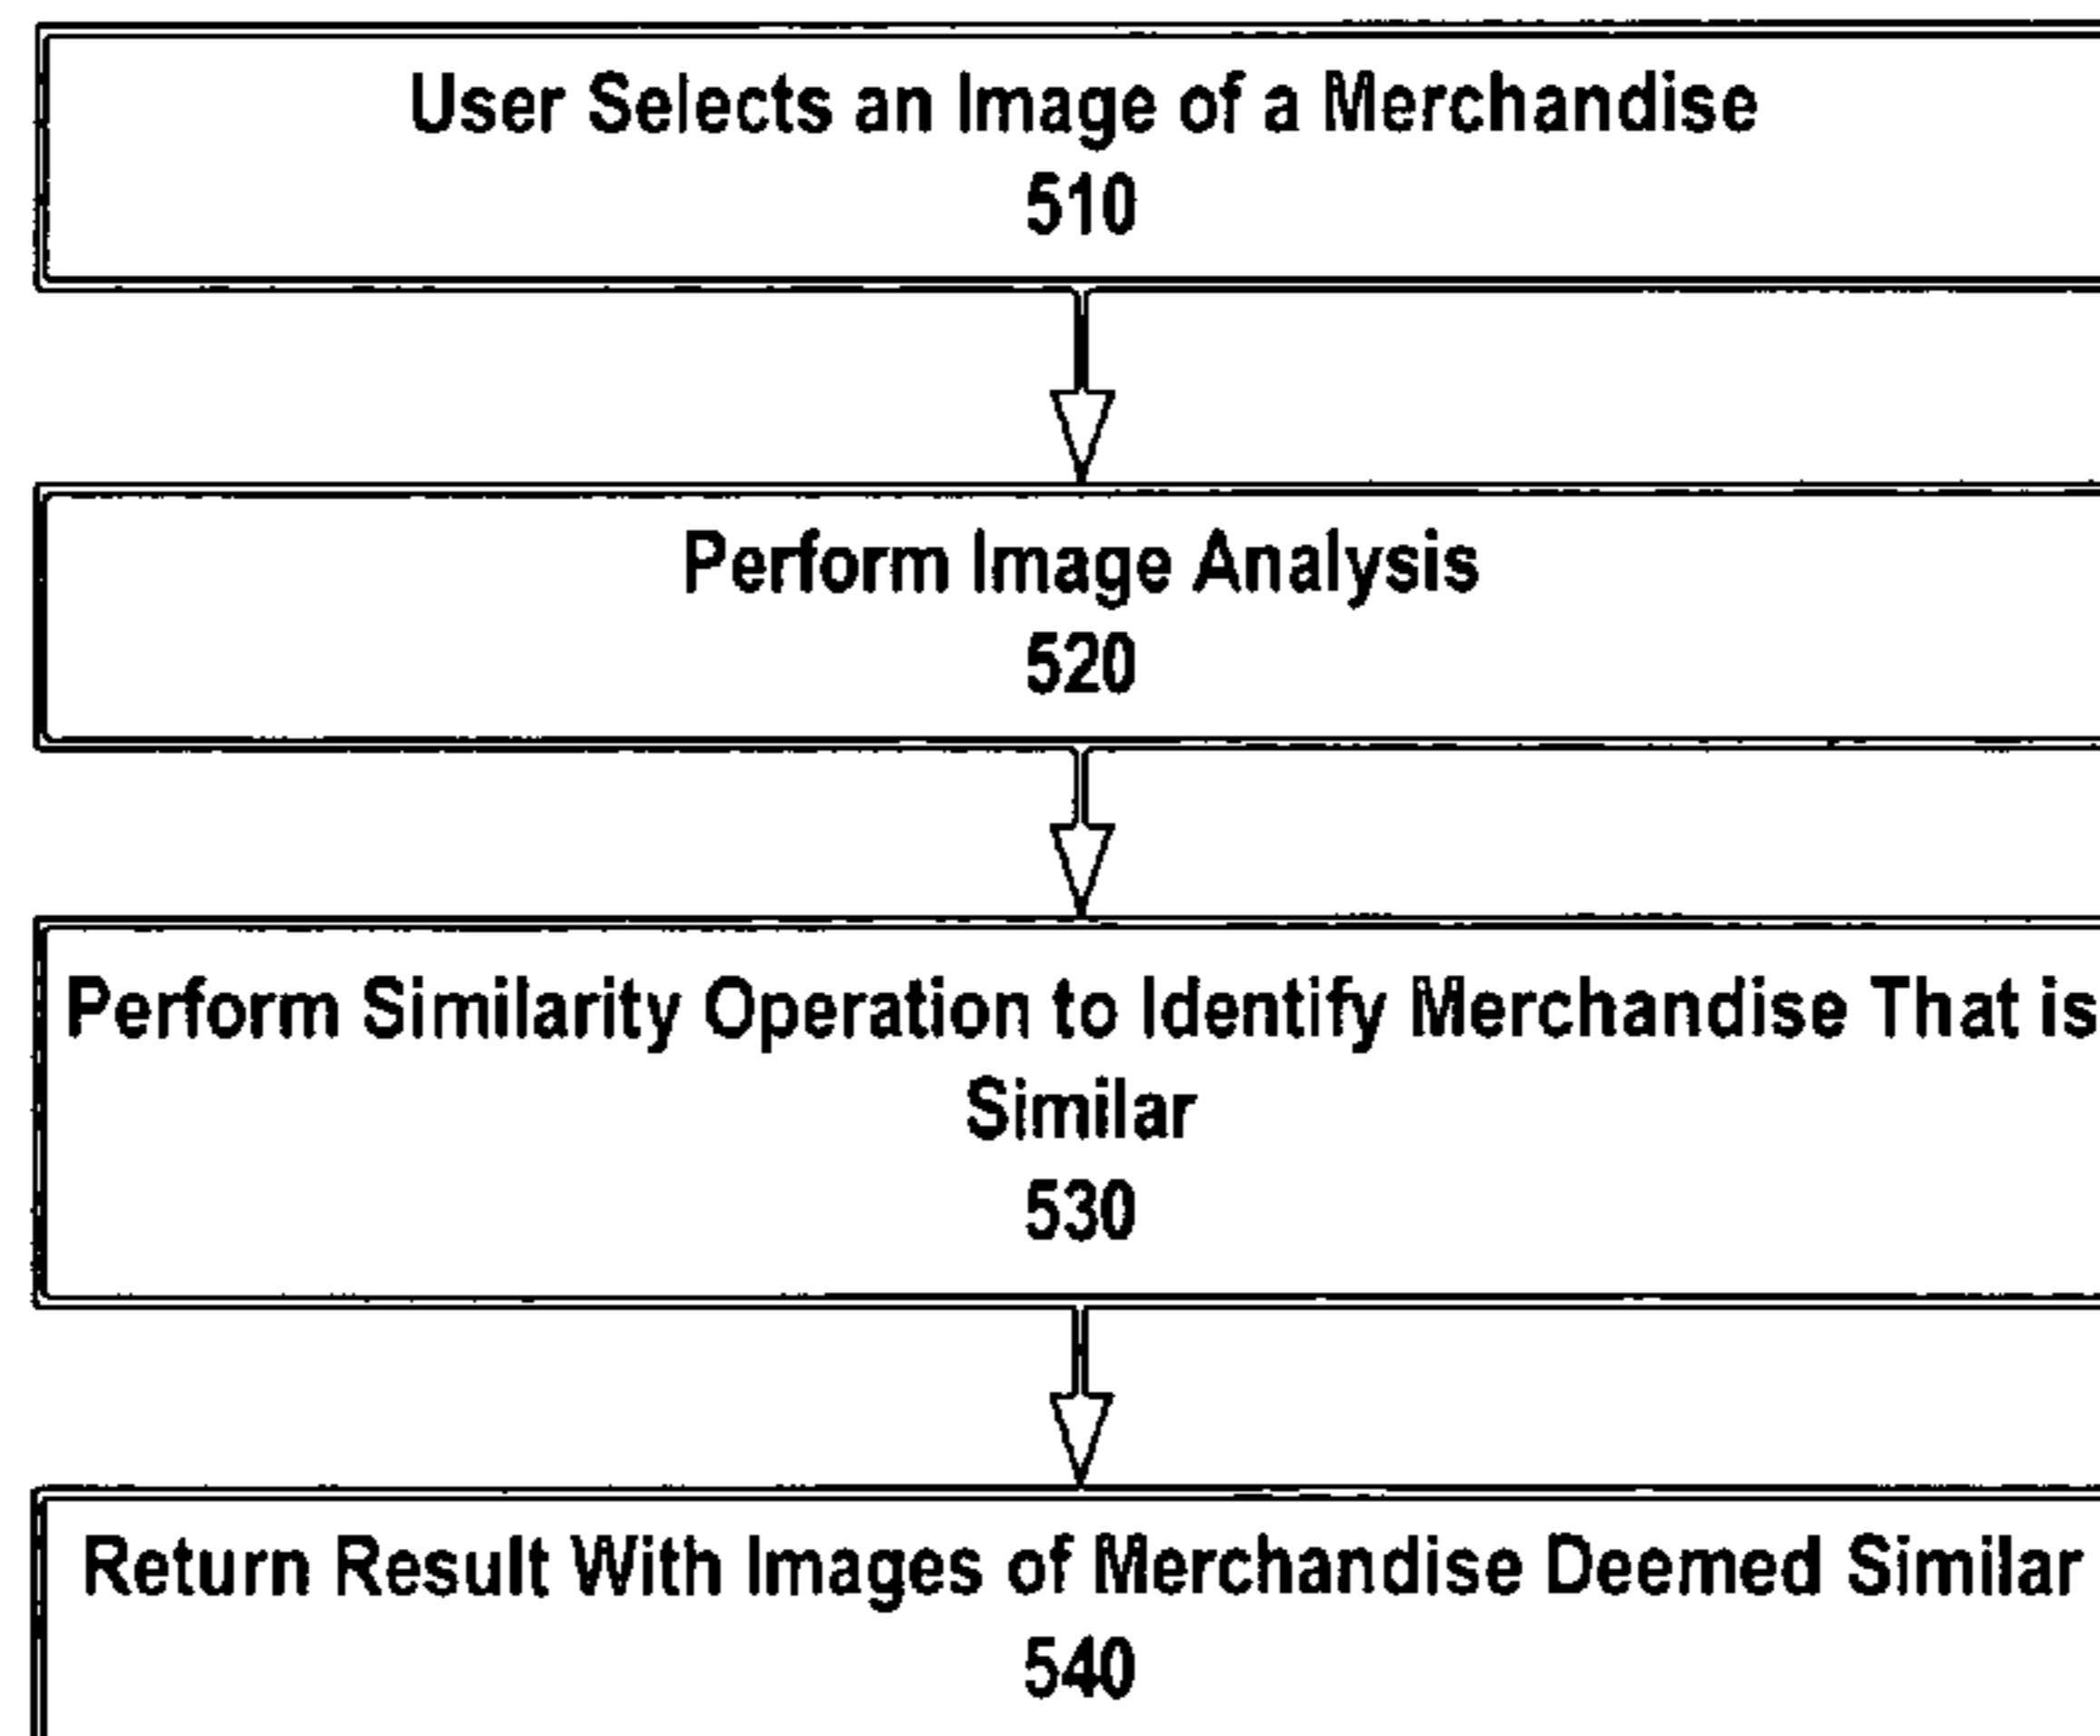 User Selects an Image of a Merchandise
510
Perform Image Analysis
520
Perform Similarity Operation to Identify Merchandise That is
Similar
530
Return Result With Images of Merchandise Deemed Similar
540